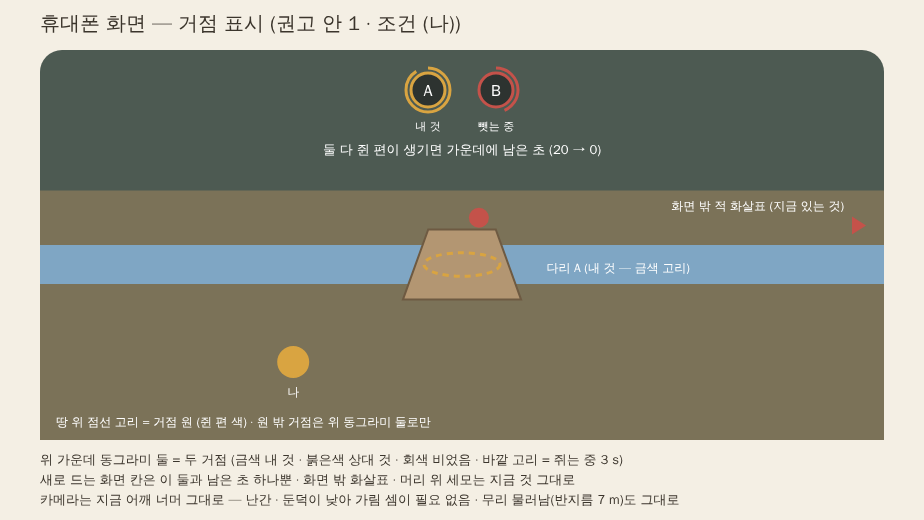 휴대폰 화면 — 거점 표시 (권고 안 1 · 조건 (나))
A B
내 것 뺏는 중
둘 다 쥔 편이 생기면 가운데에 남은 초 (20 → 0)
화면 밖 적 화살표 (지금 있는 것)
다리 A (내 것 — 금색 고리)
나
땅 위 점선 고리 = 거점 원 (쥔 편 색) · 원 밖 거점은 위 동그라미 둘로만
위 가운데 동그라미 둘 = 두 거점 (금색 내 것 · 붉은색 상대 것 · 회색 비었음 · 바깥 고리 = 쥐는 중 3 s)
새로 드는 화면 칸은 이 둘과 남은 초 하나뿐 · 화면 밖 화살표 · 머리 위 세모는 지금 것 그대로
카메라는 지금 어깨 너머 그대로 — 난간 · 둔덕이 낮아 가림 셈이 필요 없음 · 무리 물러남(반지름 7 m)도 그대로